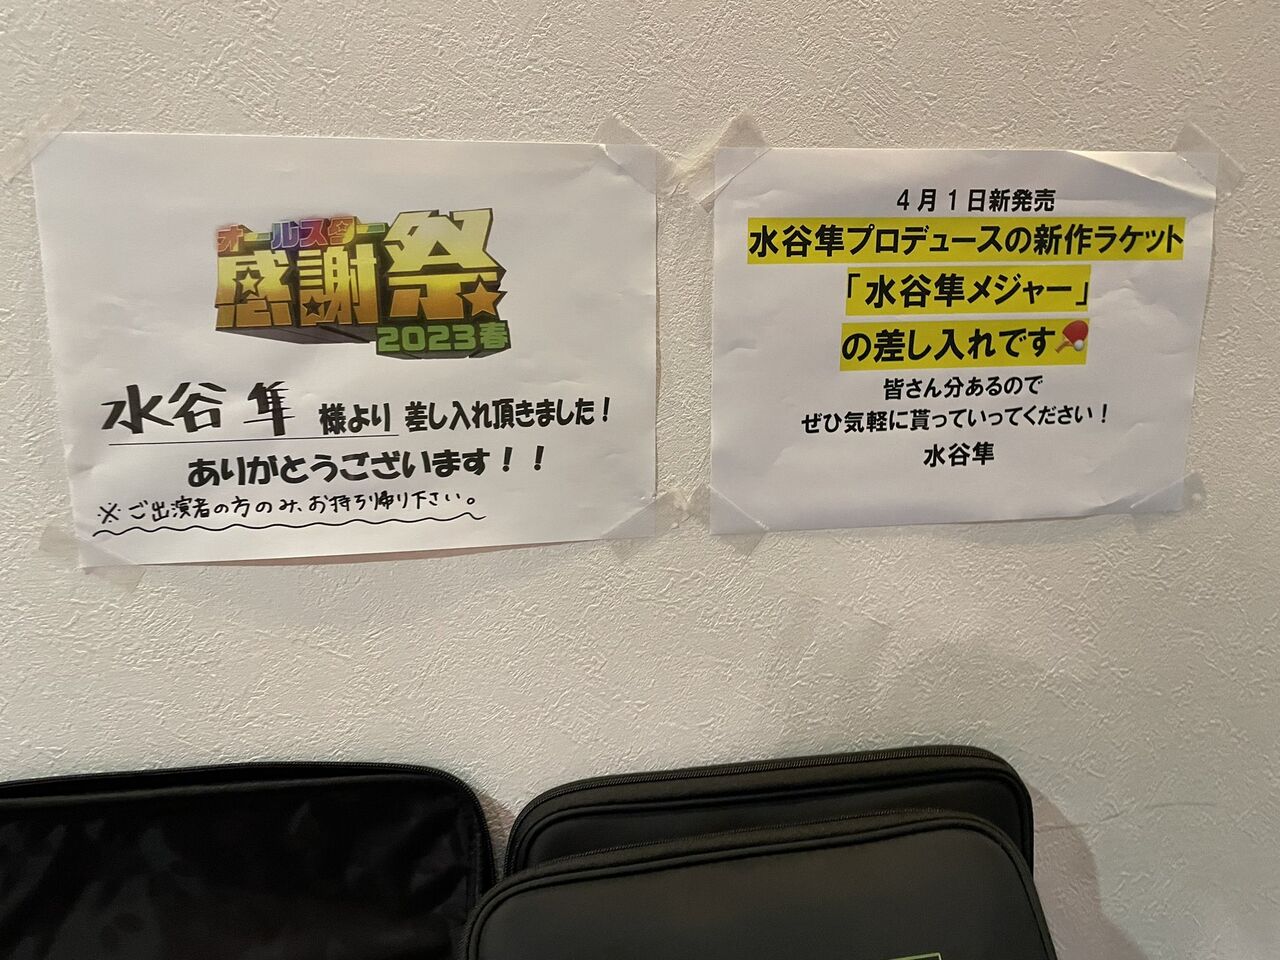 オールスター
感謝祭
2023春
水谷 隼 様より 差し入れ頂きました！
ありがとうございます！！
※ご出演者の方のみ、お持ち帰り下さい。
4月1日新発売
水谷隼プロデュースの新作ラケット
「水谷隼メジャー」
の差し入れです🏓
皆さん分あるので
ぜひ気軽に貰っていってください！
水谷隼